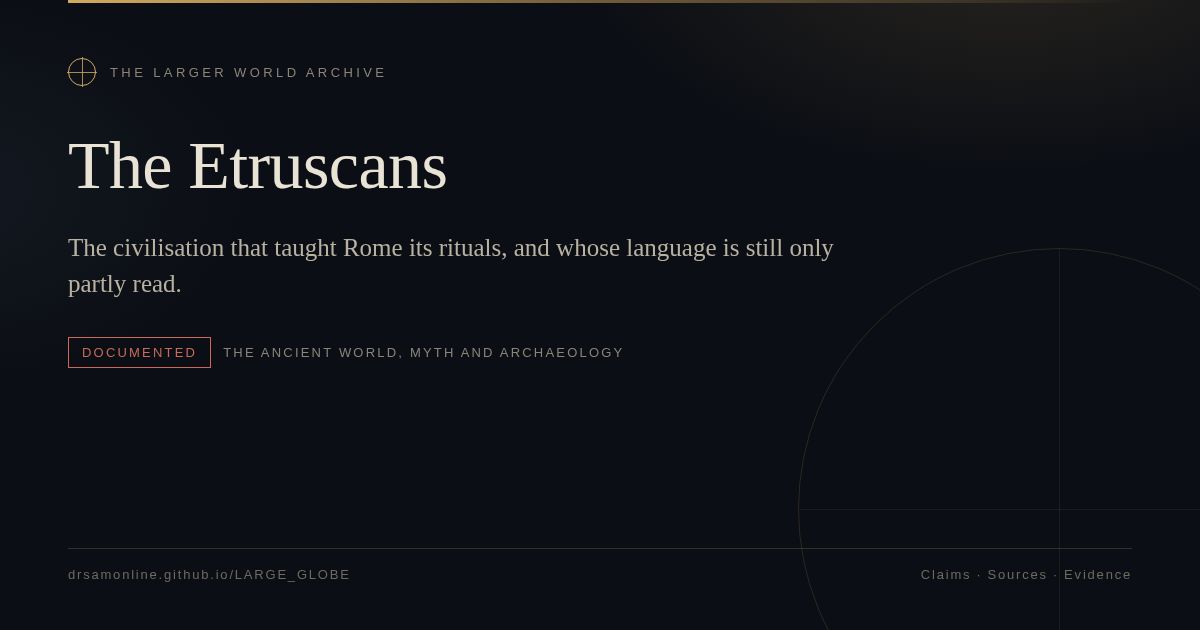 THE LARGER WORLD ARCHIVE
The Etruscans
The civilisation that taught Rome its rituals, and whose language is still only
partly read.
DOCUMENTED THE ANCIENT WORLD, MYTH AND ARCHAEOLOGY
drsamonline.github.io/LARGE_GLOBE Claims · Sources · Evidence